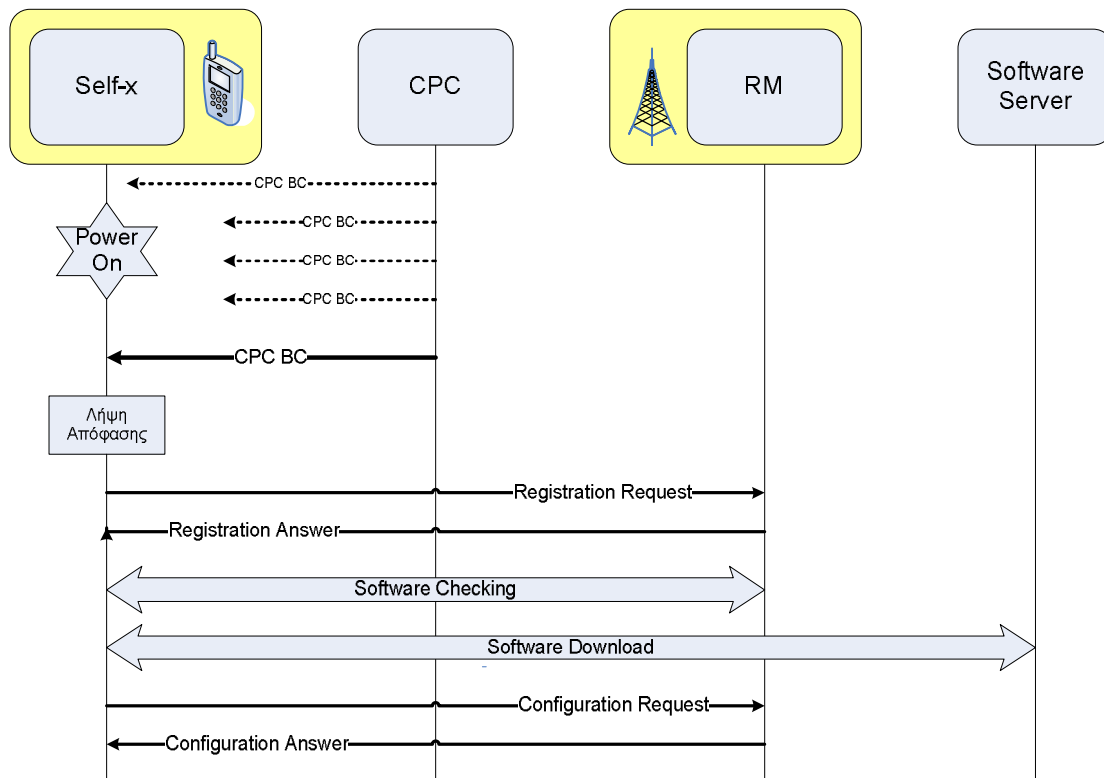 Self-x
CPC
RM
Software
Server
CPC BC
Power
On
CPC BC
CPC BC
CPC BC
CPC BC
Λήψη
Απόφασης
Registration Request
Registration Answer
Software Checking
Software Download
Configuration Request
Configuration Answer